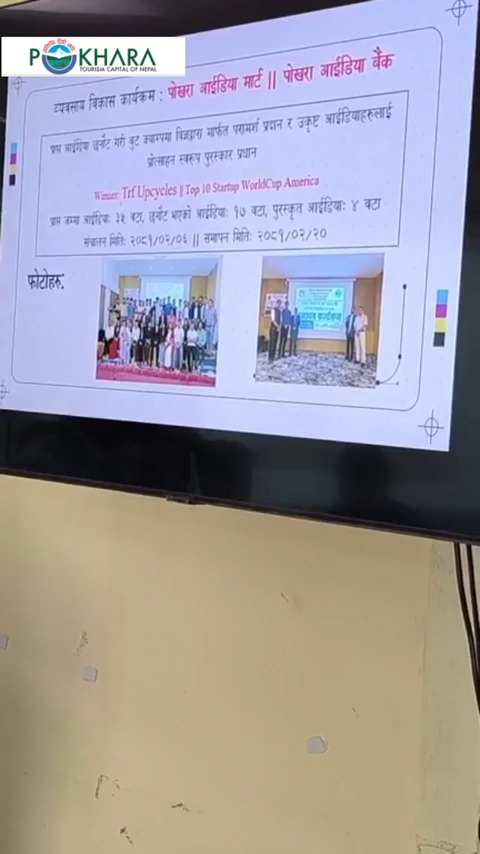 POKHARA
TOURISM CAPITAL OF NEPAL
व्यवसाय विकास कार्यक्रम : पोखरा आईडिया मार्ट || पोखरा आईडिया बैंक
प्राप्त आईडिया छनौट गरी बुट क्याम्पमा विज्ञद्वारा मार्फत परामर्श प्रदान र उत्कृष्ट आईडियाहरुलाई
प्रोत्साहन स्वरुप पुरस्कार प्रधान
Winner: Trf Upcycles || Top 10 Startup WorldCup America
प्राप्त जम्मा आईडिया: ३५ वटा, छनौट भएको आईडिया: १७ वटा, पुरस्कृत आईडिया: ४ वटा
संचालन मिति: २०८१/०२/०६ || समापन मिति: २०८१/०२/२०
फोटोहरु: